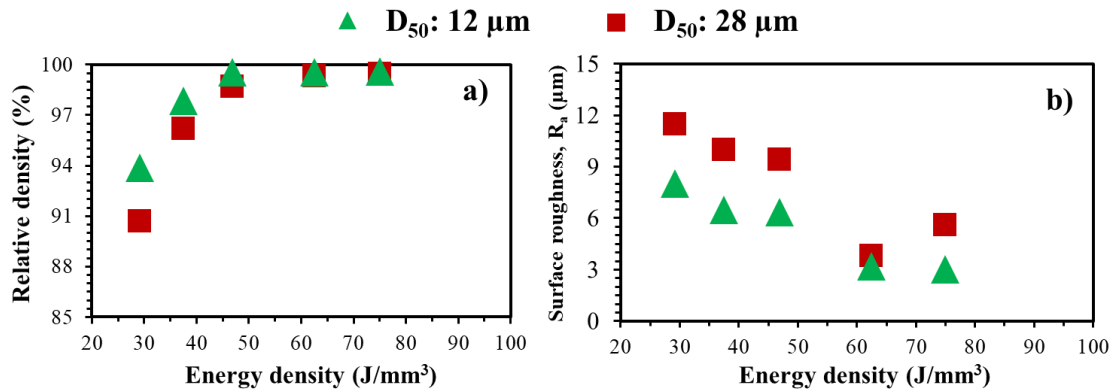 D₅₀: 12 µm D₅₀: 28 µm
Relative density (%)
100
97
94
91
88
85
a)
20 30 40 50 60 70 80 90 100
Energy density (J/mm³)
Surface roughness, Rₐ (µm)
15
12
9
6
3
0
b)
20 30 40 50 60 70 80 90 100
Energy density (J/mm³)